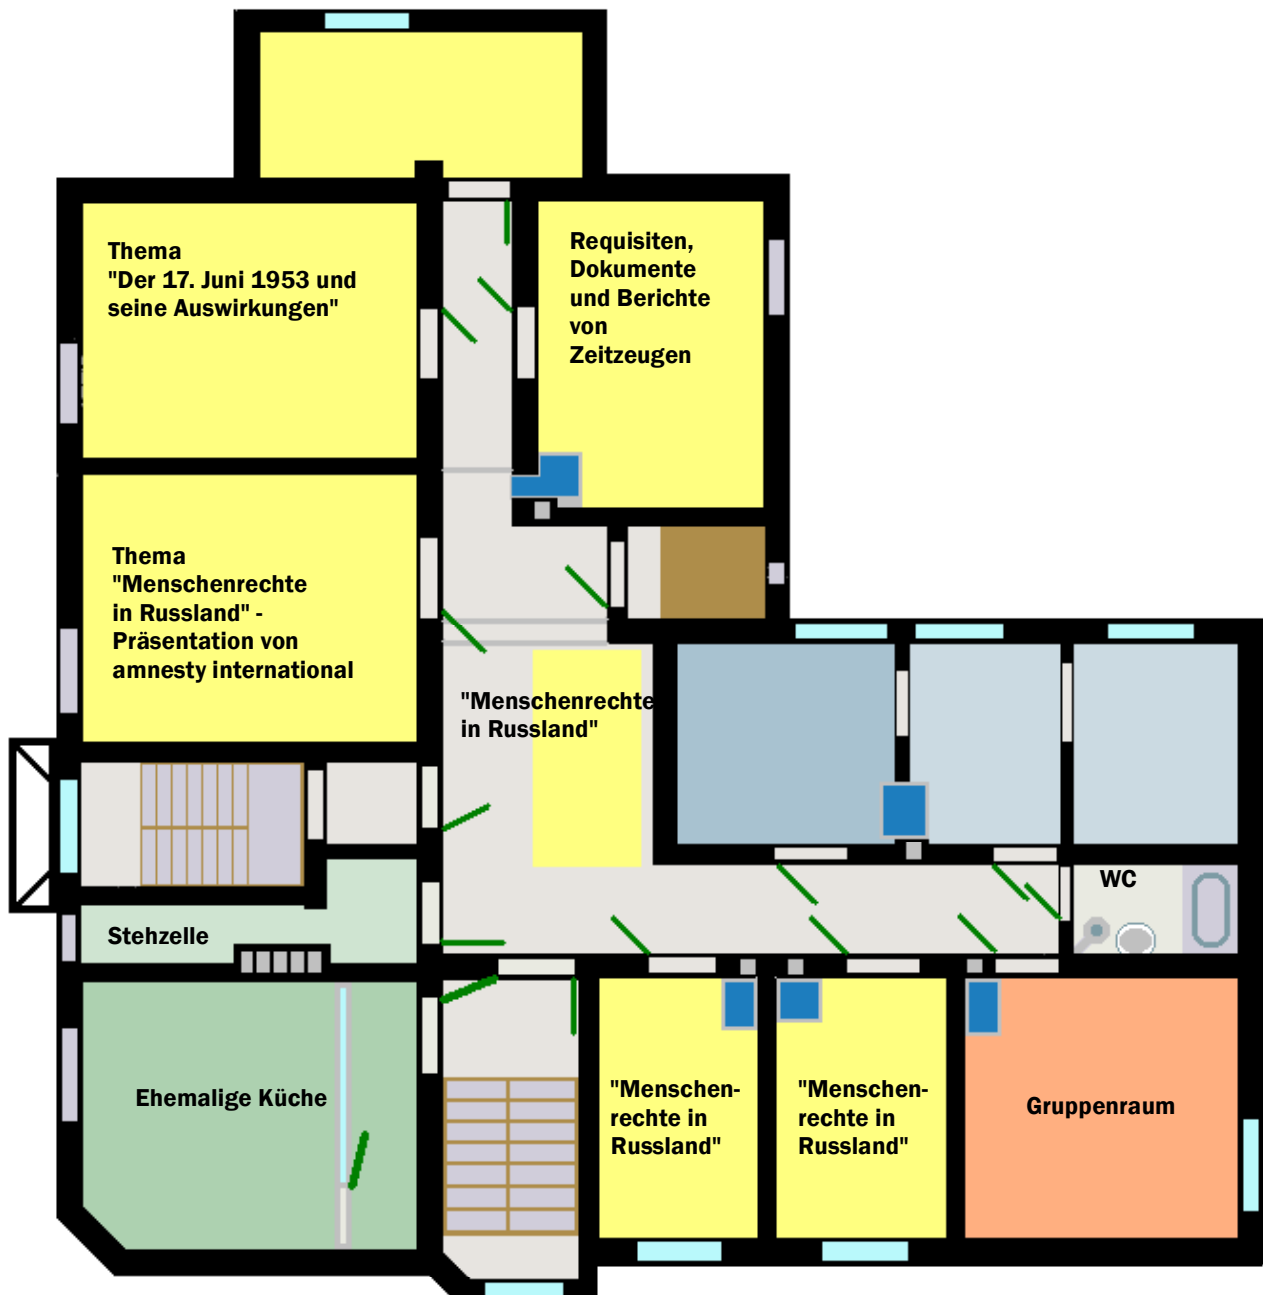 Thema
"Der 17. Juni 1953 und
seine Auswirkungen"
Requisiten,
Dokumente
und Berichte
von
Zeitzeugen
Thema
"Menschenrechte
in Russland" -
Präsentation von
amnesty international
"Menschenrechte
in Russland"
WC
Stehzelle
Ehemalige Küche
"Menschen-
rechte in
Russland"
"Menschen-
rechte in
Russland"
Gruppenraum